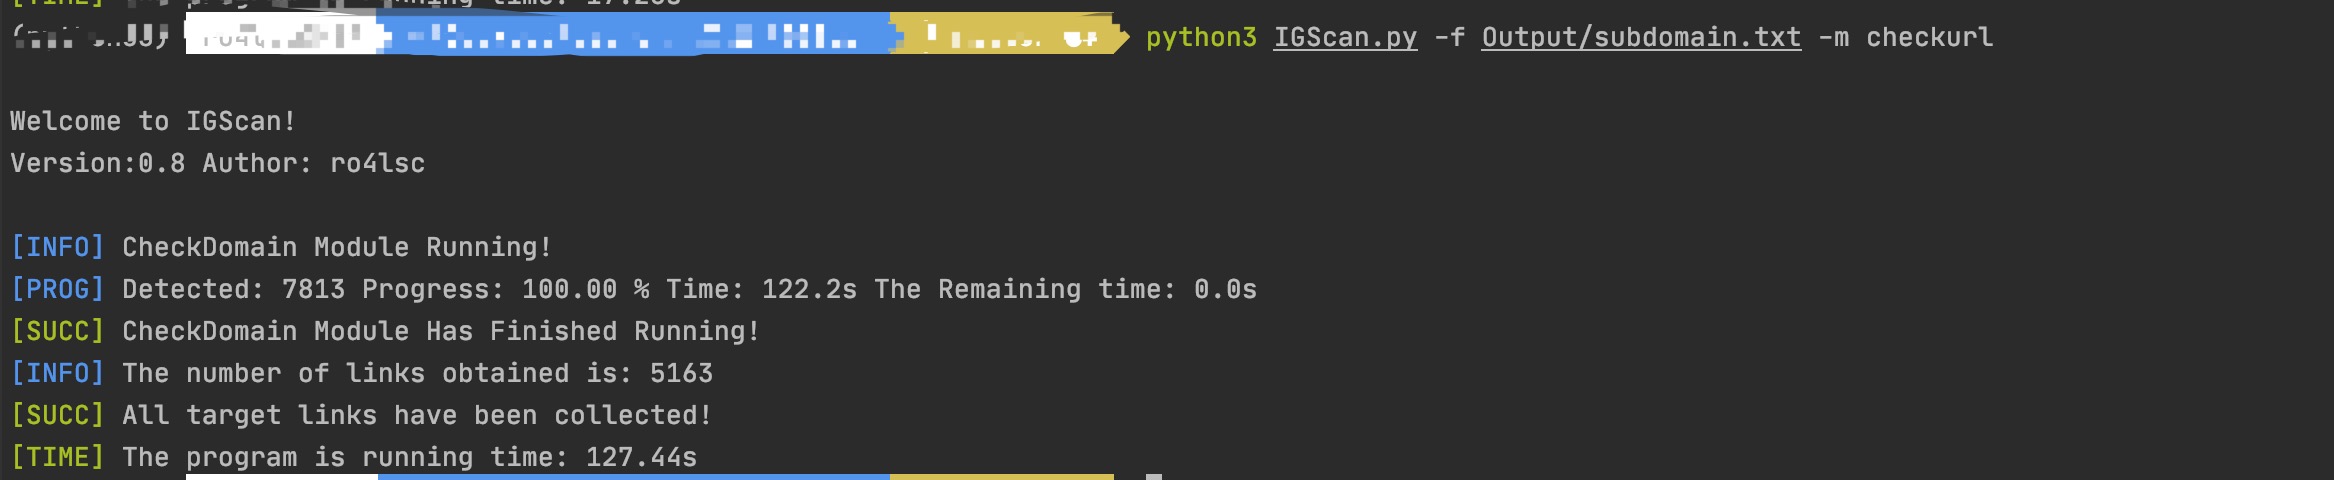 python3 IGScan.py -f Output/subdomain.txt -m checkurl
Welcome to IGScan!
Version:0.8 Author: ro4lsc
[INFO] CheckDomain Module Running!
[PROG] Detected: 7813 Progress: 100.00 % Time: 122.2s The Remaining time: 0.0s
[SUCC] CheckDomain Module Has Finished Running!
[INFO] The number of links obtained is: 5163
[SUCC] All target links have been collected!
[TIME] The program is running time: 127.44s